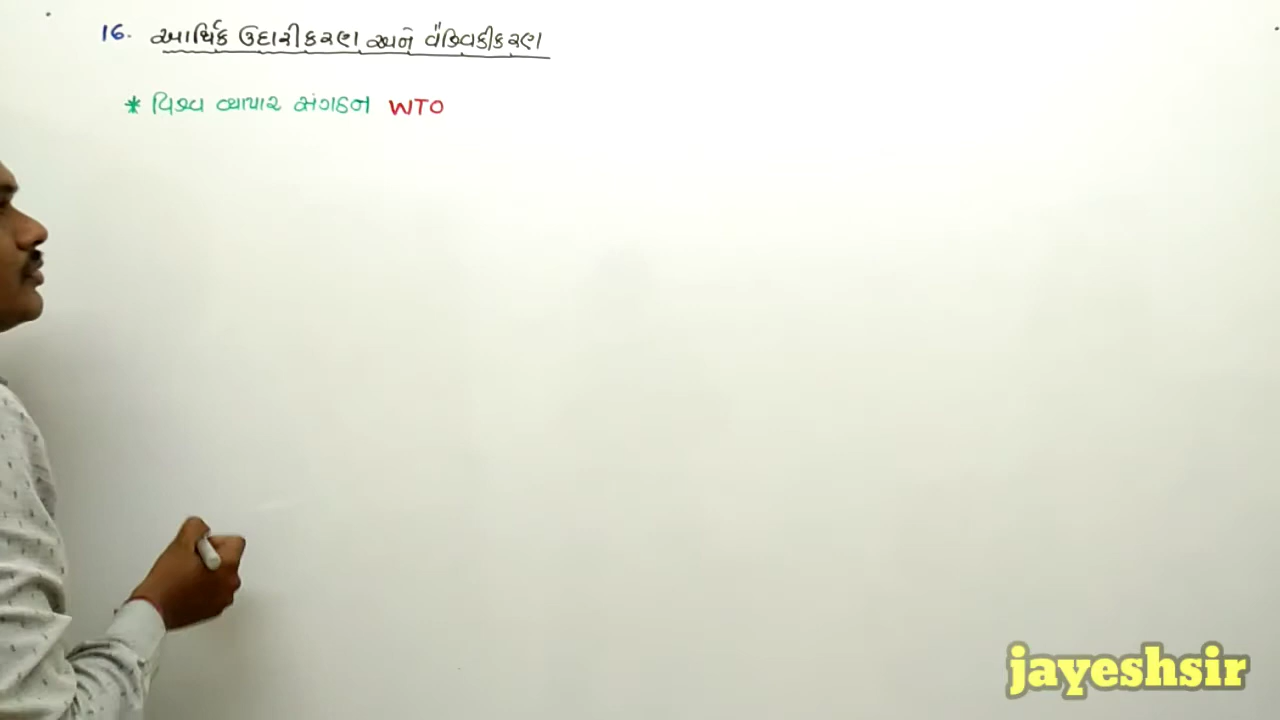 16. આર્થિક ઉદારીકરણ અને વૈશ્વિકીકરણ
* વિશ્વ વ્યાપાર સંગઠન WTO
jayeshsir